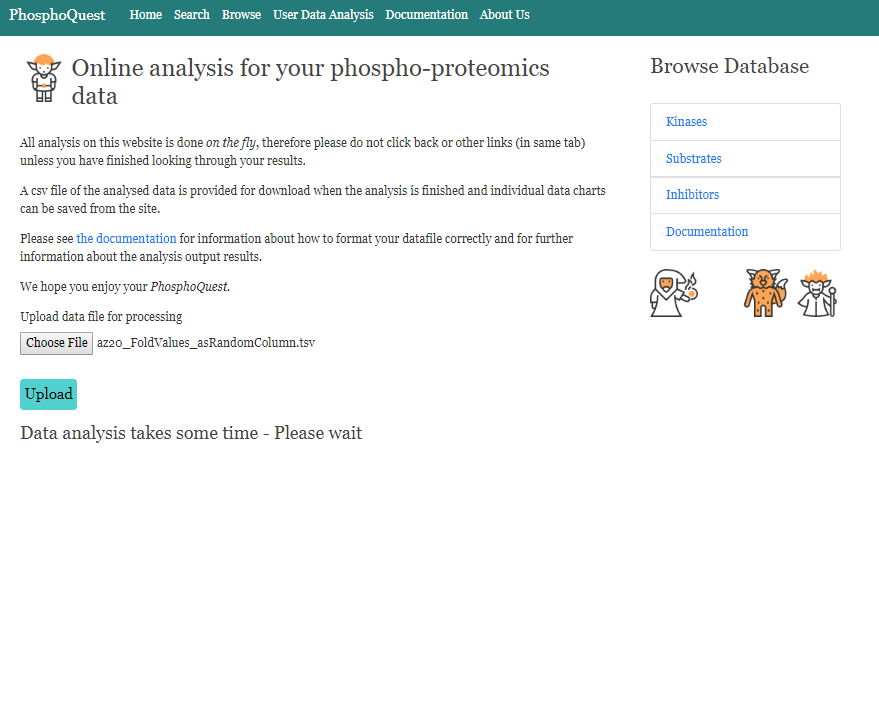 PhosphoQuest Home Search Browse User Data Analysis Documentation About Us
Online analysis for your phospho-proteomics
data
All analysis on this website is done on the fly, therefore please do not click back or other links (in same tab)
unless you have finished looking through your results.
A csv file of the analysed data is provided for download when the analysis is finished and individual data charts
can be saved from the site.
Please see the documentation for information about how to format your datafile correctly and for further
information about the analysis output results.
We hope you enjoy your PhosphoQuest.
Upload data file for processing
Choose File az20_FoldValues_asRandomColumn.tsv
Upload
Data analysis takes some time - Please wait
Browse Database
Kinases
Substrates
Inhibitors
Documentation